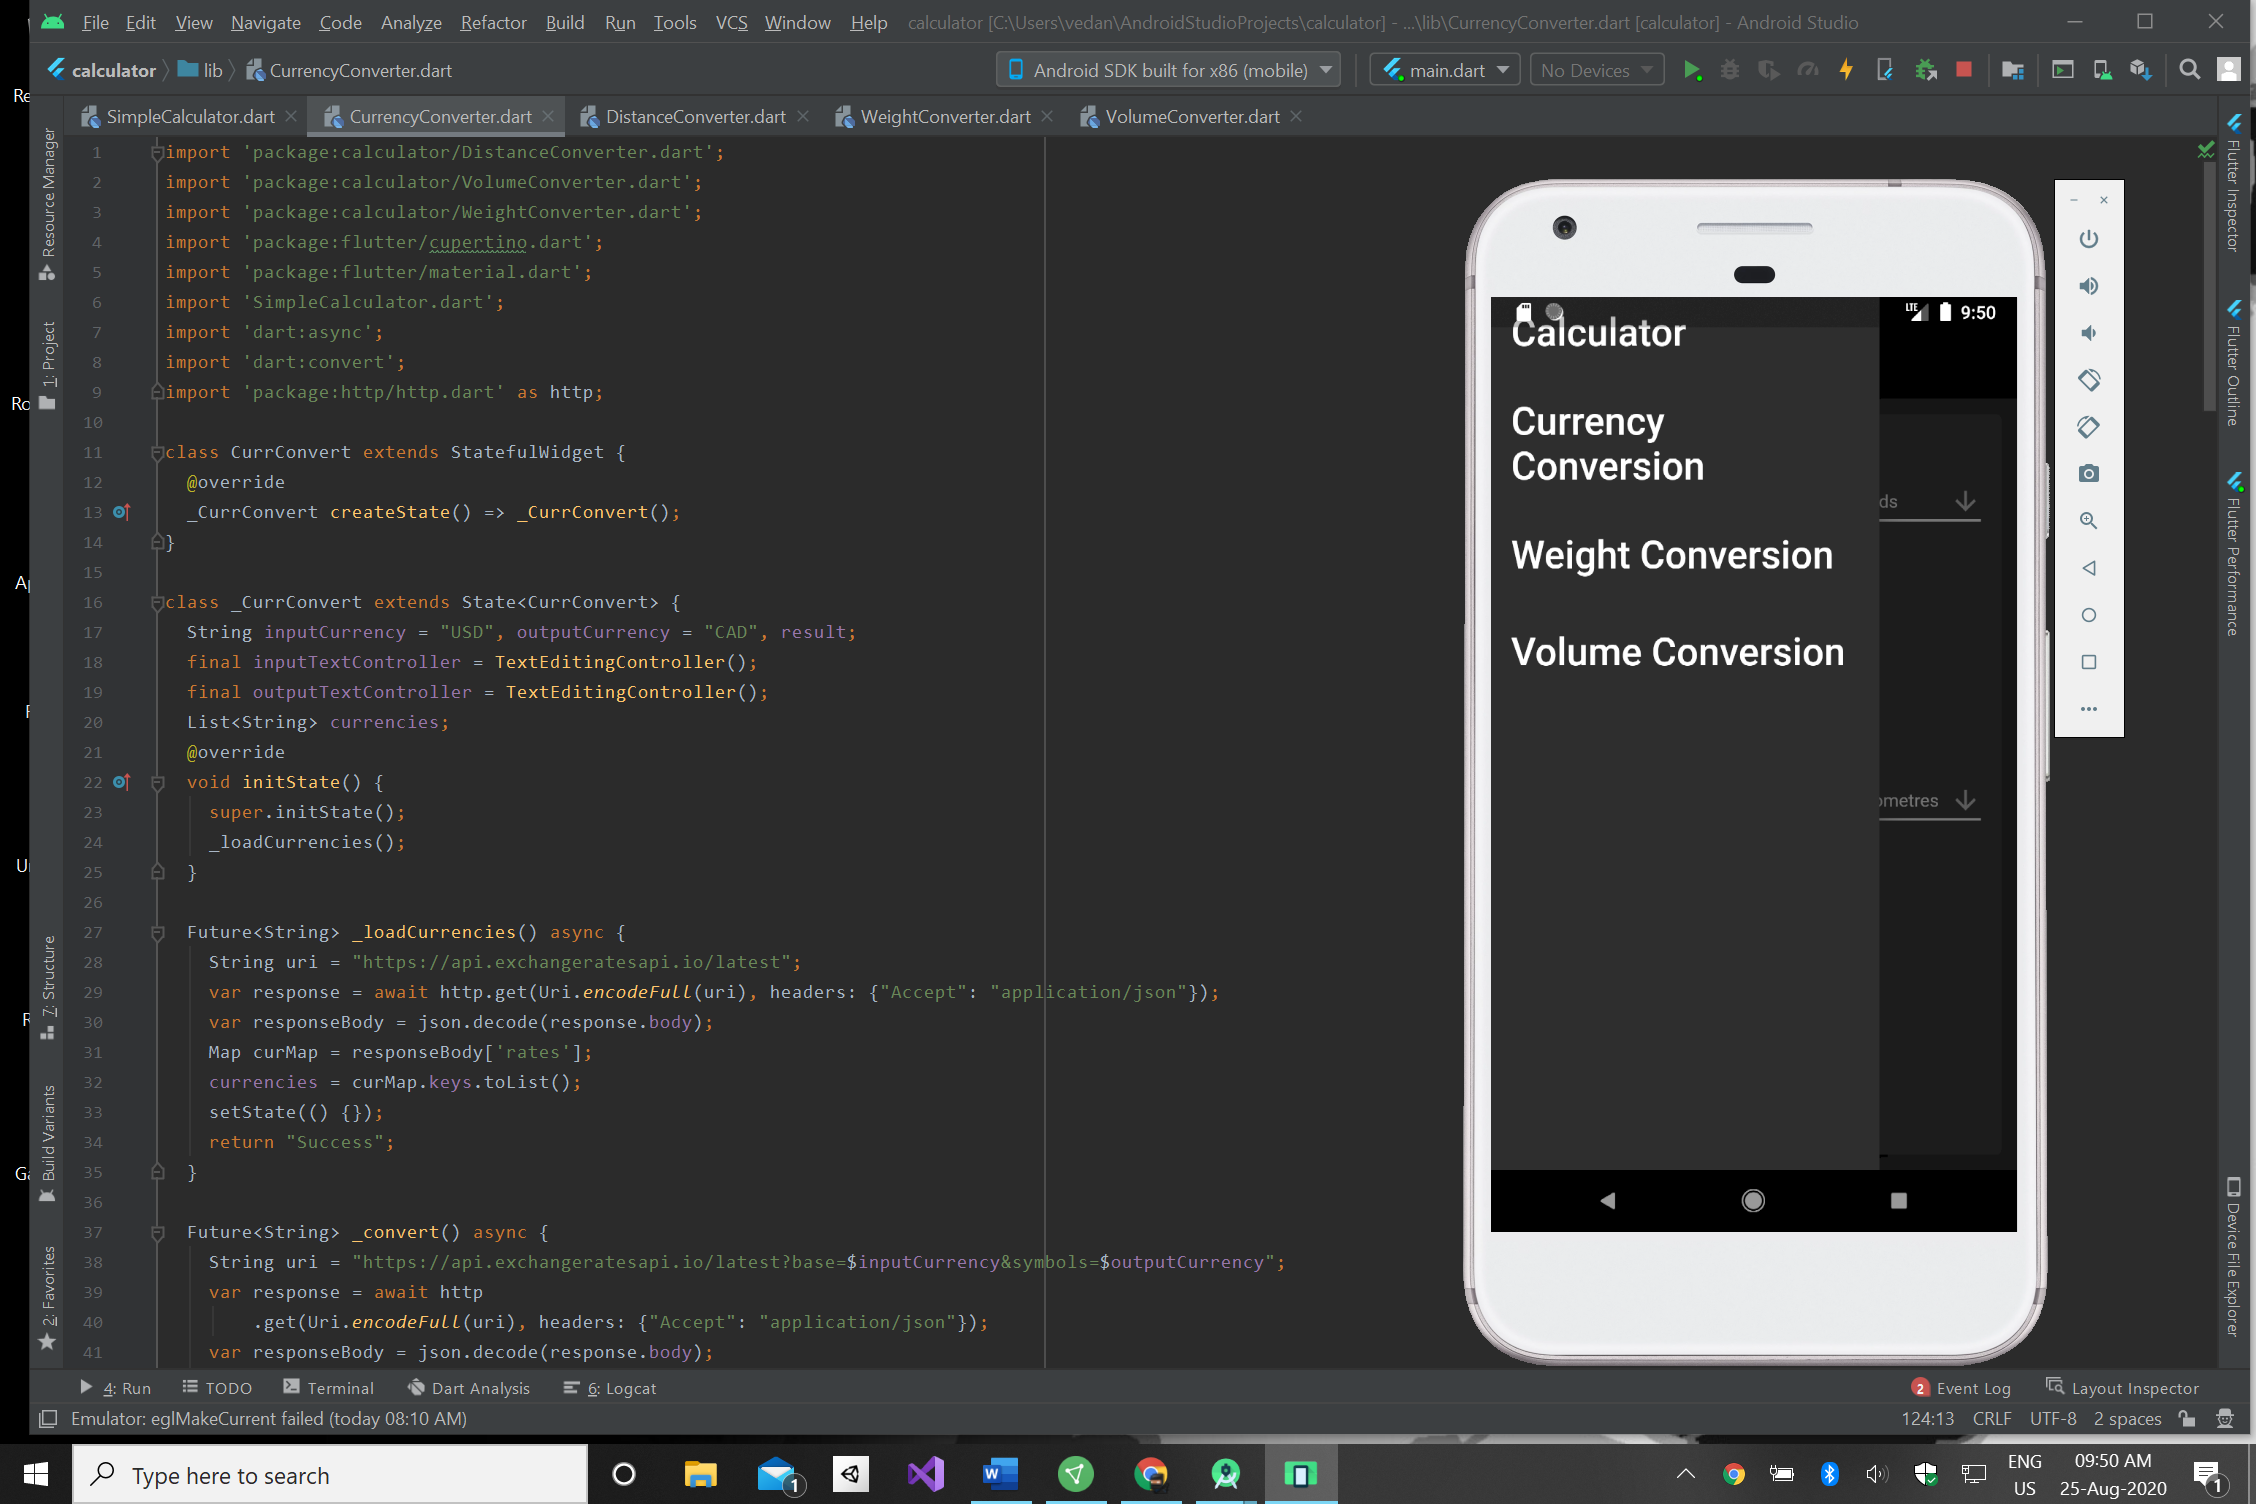 File Edit View Navigate Code Analyze Refactor Build Run Tools VCS Window Help calculator [C:\Users\vedan\AndroidStudioProjects\calculator] - ...\lib\CurrencyConverter.dart [calculator] - Android Studio
calculator lib CurrencyConverter.dart Android SDK built for x86 (mobile) main.dart No Devices
SimpleCalculator.dart CurrencyConverter.dart DistanceConverter.dart WeightConverter.dart VolumeConverter.dart
Resource Manager
1: Project
7: Structure
Build Variants
2: Favorites
1 import 'package:calculator/DistanceConverter.dart';
2 import 'package:calculator/VolumeConverter.dart';
3 import 'package:calculator/WeightConverter.dart';
4 import 'package:flutter/cupertino.dart';
5 import 'package:flutter/material.dart';
6 import 'SimpleCalculator.dart';
7 import 'dart:async';
8 import 'dart:convert';
9 import 'package:http/http.dart' as http;
10
11 class CurrConvert extends StatefulWidget {
12 @override
13 _CurrConvert createState() => _CurrConvert();
14 }
15
16 class _CurrConvert extends State<CurrConvert> {
17 String inputCurrency = "USD", outputCurrency = "CAD", result;
18 final inputTextController = TextEditingController();
19 final outputTextController = TextEditingController();
20 List<String> currencies;
21 @override
22 void initState() {
23 super.initState();
24 _loadCurrencies();
25 }
26
27 Future<String> _loadCurrencies() async {
28 String uri = "https://api.exchangeratesapi.io/latest";
29 var response = await http.get(Uri.encodeFull(uri), headers: {"Accept": "application/json"});
30 var responseBody = json.decode(response.body);
31 Map curMap = responseBody['rates'];
32 currencies = curMap.keys.toList();
33 setState(() {});
34 return "Success";
35 }
36
37 Future<String> _convert() async {
38 String uri = "https://api.exchangeratesapi.io/latest?base=$inputCurrency&symbols=$outputCurrency";
39 var response = await http
40 .get(Uri.encodeFull(uri), headers: {"Accept": "application/json"});
41 var responseBody = json.decode(response.body);
LTE 9:50
Calculator
Currency
Conversion
Weight Conversion
Volume Conversion
ds
ometres
Flutter Inspector
Flutter Outline
Flutter Performance
Device File Explorer
4: Run TODO Terminal Dart Analysis 6: Logcat 2 Event Log Layout Inspector
Emulator: eglMakeCurrent failed (today 08:10 AM) 124:13 CRLF UTF-8 2 spaces
Type here to search
1
ENG
US
09:50 AM
25-Aug-2020
1
Re
Ro